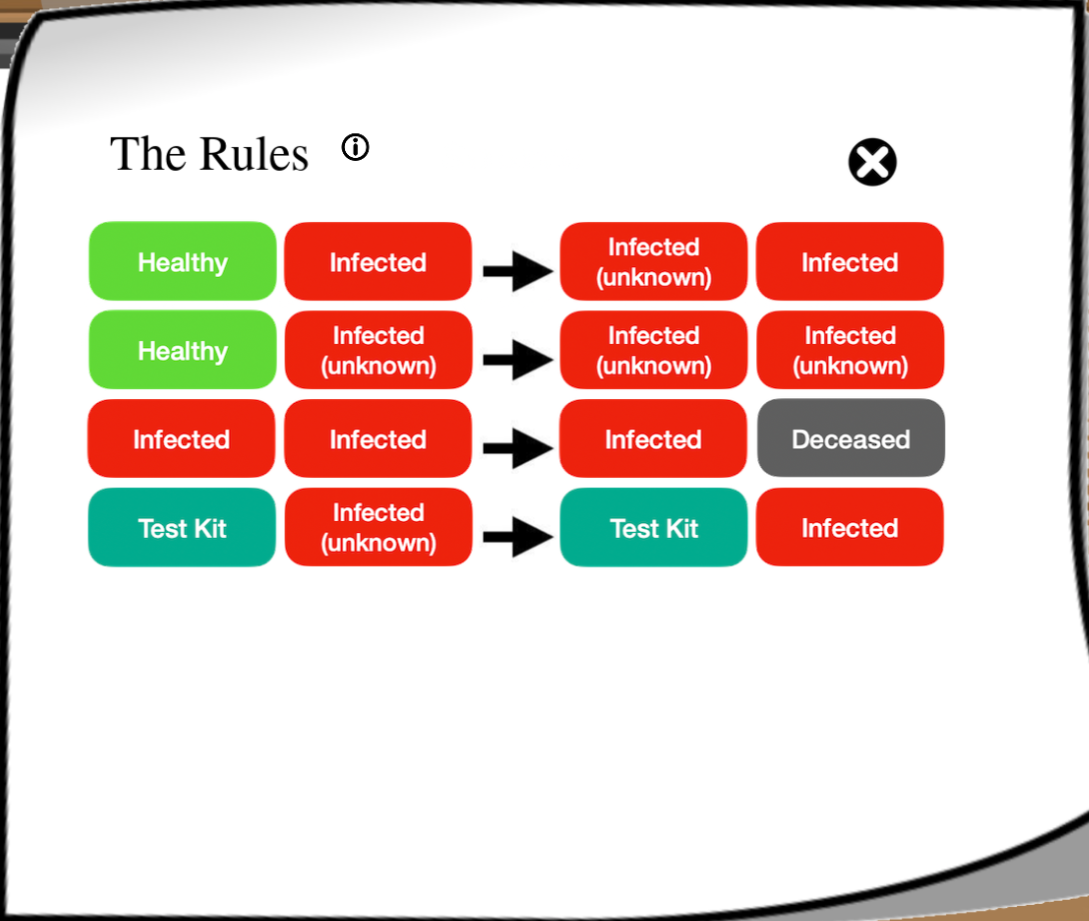 The Rules
Healthy Infected Infected (unknown) Infected
Healthy Infected (unknown) Infected (unknown) Infected (unknown)
Infected Infected Infected Deceased
Test Kit Infected (unknown) Test Kit Infected